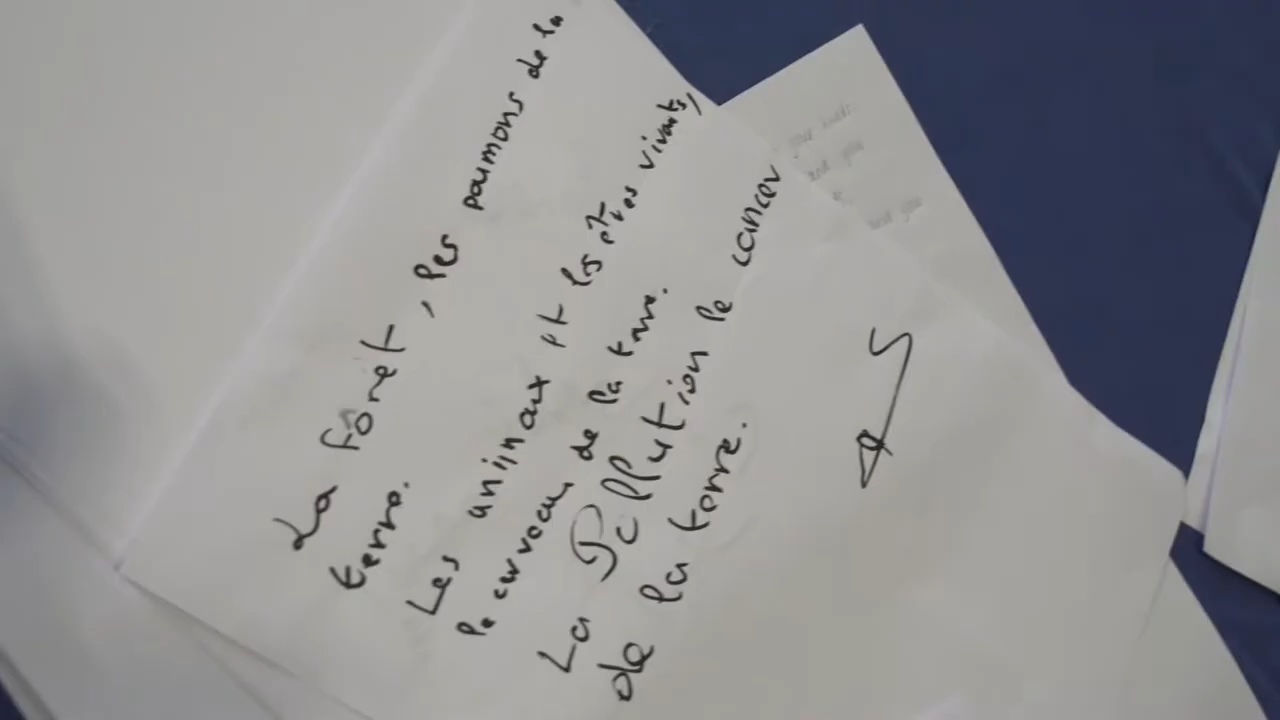 La fôret, les poumons de la
terre.
Les animaux et les êtres vivants,
le cerveau de la terre.
La Pollution le cancer
de la terre.